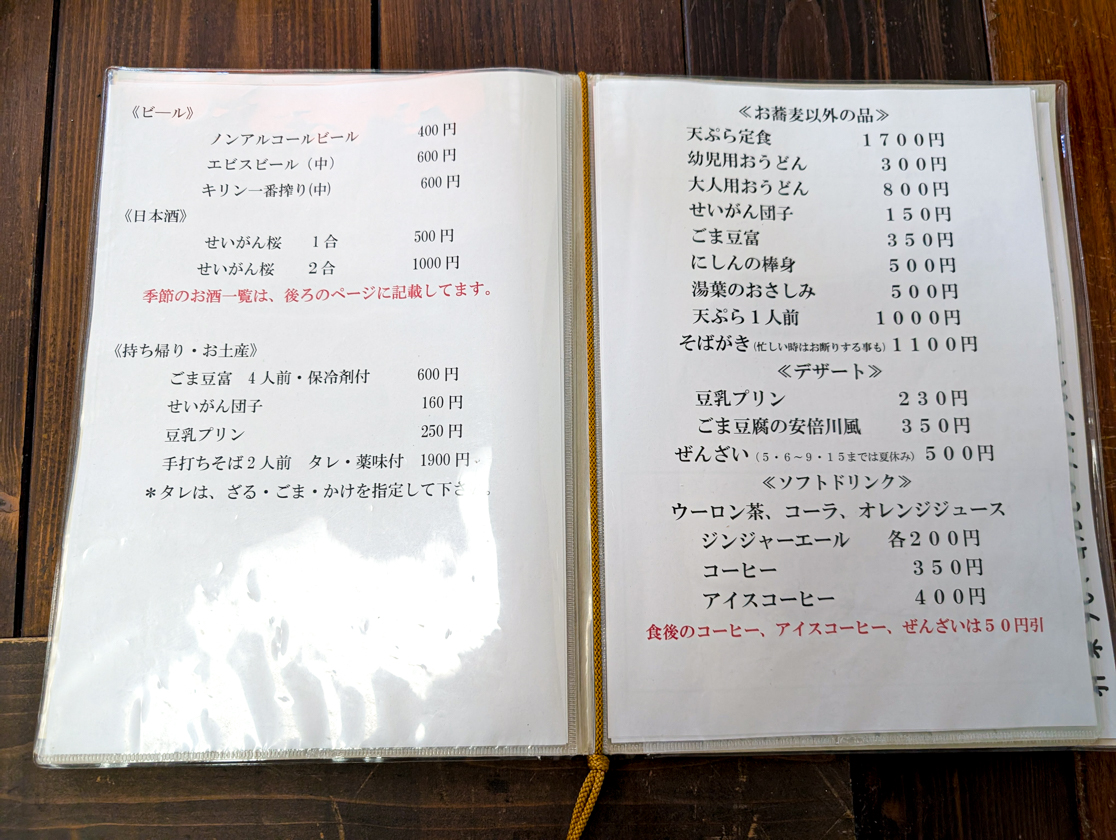 《ビール》
ノンアルコールビール 400円
エビスビール（中） 600円
キリン一番搾り(中) 600円
《日本酒》
せいがん桜 １合 500円
せいがん桜 ２合 1000円
季節のお酒一覧は、後ろのページに記載してます。
《持ち帰り・お土産》
ごま豆富 ４人前・保冷剤付 600円
せいがん団子 160円
豆乳プリン 250円
手打ちそば２人前 タレ・薬味付 1900円
＊タレは、ざる・ごま・かけを指定して下さ
≪お蕎麦以外の品≫
天ぷら定食 １７００円
幼児用おうどん ３００円
大人用おうどん ８００円
せいがん団子 １５０円
ごま豆富 ３５０円
にしんの棒身 ５００円
湯葉のおさしみ ５００円
天ぷら１人前 １０００円
そばがき(忙しい時はお断りする事も) １１００円
≪デザート≫
豆乳プリン ２３０円
ごま豆腐の安倍川風 ３５０円
ぜんざい（５・６～９・１５までは夏休み） ５００円
≪ソフトドリンク≫
ウーロン茶、コーラ、オレンジジュース
ジンジャーエール 各２００円
コーヒー ３５０円
アイスコーヒー ４００円
食後のコーヒー、アイスコーヒー、ぜんざいは５０円引